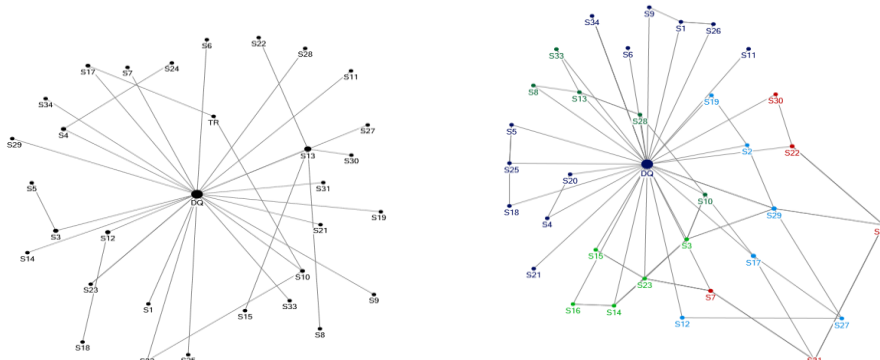 S6
S22
S28
S17
S7
S24
S11
S34
TR
S4
S27
S29
S13
S30
S5
S31
DQ
S19
S3
S12
S21
S14
S10
S23
S9
S1
S33
S15
S18
S8
S9
S34
S1
S26
S6
S11
S33
S8
S13
S19
S30
S28
S5
S2
S22
S25
S20
DQ
S10
S18
S4
S29
S3
S15
S17
S21
S23
S7
S16
S14
S12
S27